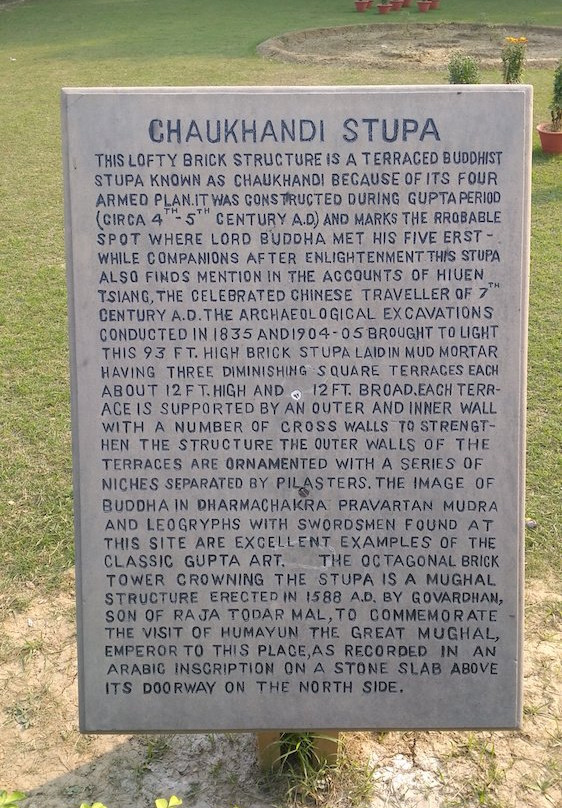 CHAUKHANDI STUPA
THIS LOFTY BRICK STRUCTURE IS A TERRACED BUDDHIST
STUPA KNOWN AS CHAUKHANDI BECAUSE OF ITS FOUR
ARMED PLAN. IT WAS CONSTRUCTED DURING GUPTA PERIOD
(CIRCA 4TH-5TH CENTURY A.D) AND MARKS THE RROBABLE
SPOT WHERE LORD BUDDHA MET HIS FIVE ERST-
WHILE COMPANIONS AFTER ENLIGHTENMENT THIS STUPA
ALSO FINDS MENTION IN THE ACCOUNTS OF HIUEN
TSIANG, THE CELEBRATED CHINESE TRAVELLER OF 7TH
CENTURY A.D. THE ARCHAEOLOGICAL EXCAVATIONS
CONDUCTED IN 1835 AND 1904-05 BROUGHT TO LIGHT
THIS 93 FT. HIGH BRICK STUPA LAID IN MUD MORTAR
HAVING THREE DIMINISHING SQUARE TERRACES EACH
ABOUT 12 FT. HIGH AND 12 FT. BROAD. EACH TERR-
ACE IS SUPPORTED BY AN OUTER AND INNER WALL
WITH A NUMBER OF CROSS WALLS TO STRENGT-
HEN THE STRUCTURE THE OUTER WALLS OF THE
TERRACES ARE ORNAMENTED WITH A SERIES OF
NICHES SEPARATED BY PILASTERS. THE IMAGE OF
BUDDHA IN DHARMACHAKRA PRAVARTAN MUDRA
AND LEOGRYPHS WITH SWORDSMEN FOUND AT
THIS SITE ARE EXCELLENT EXAMPLES OF THE
CLASSIC GUPTA ART. THE OCTAGONAL BRICK
TOWER CROWNING THE STUPA IS A MUGHAL
STRUCTURE ERECTED IN 1588 A.D. BY GOVARDHAN,
SON OF RAJA TODAR MAL, TO COMMEMORATE
THE VISIT OF HUMAYUN THE GREAT MUGHAL,
EMPEROR TO THIS PLACE, AS RECORDED IN AN
ARABIC INSCRIPTION ON A STONE SLAB ABOVE
ITS DOORWAY ON THE NORTH SIDE.